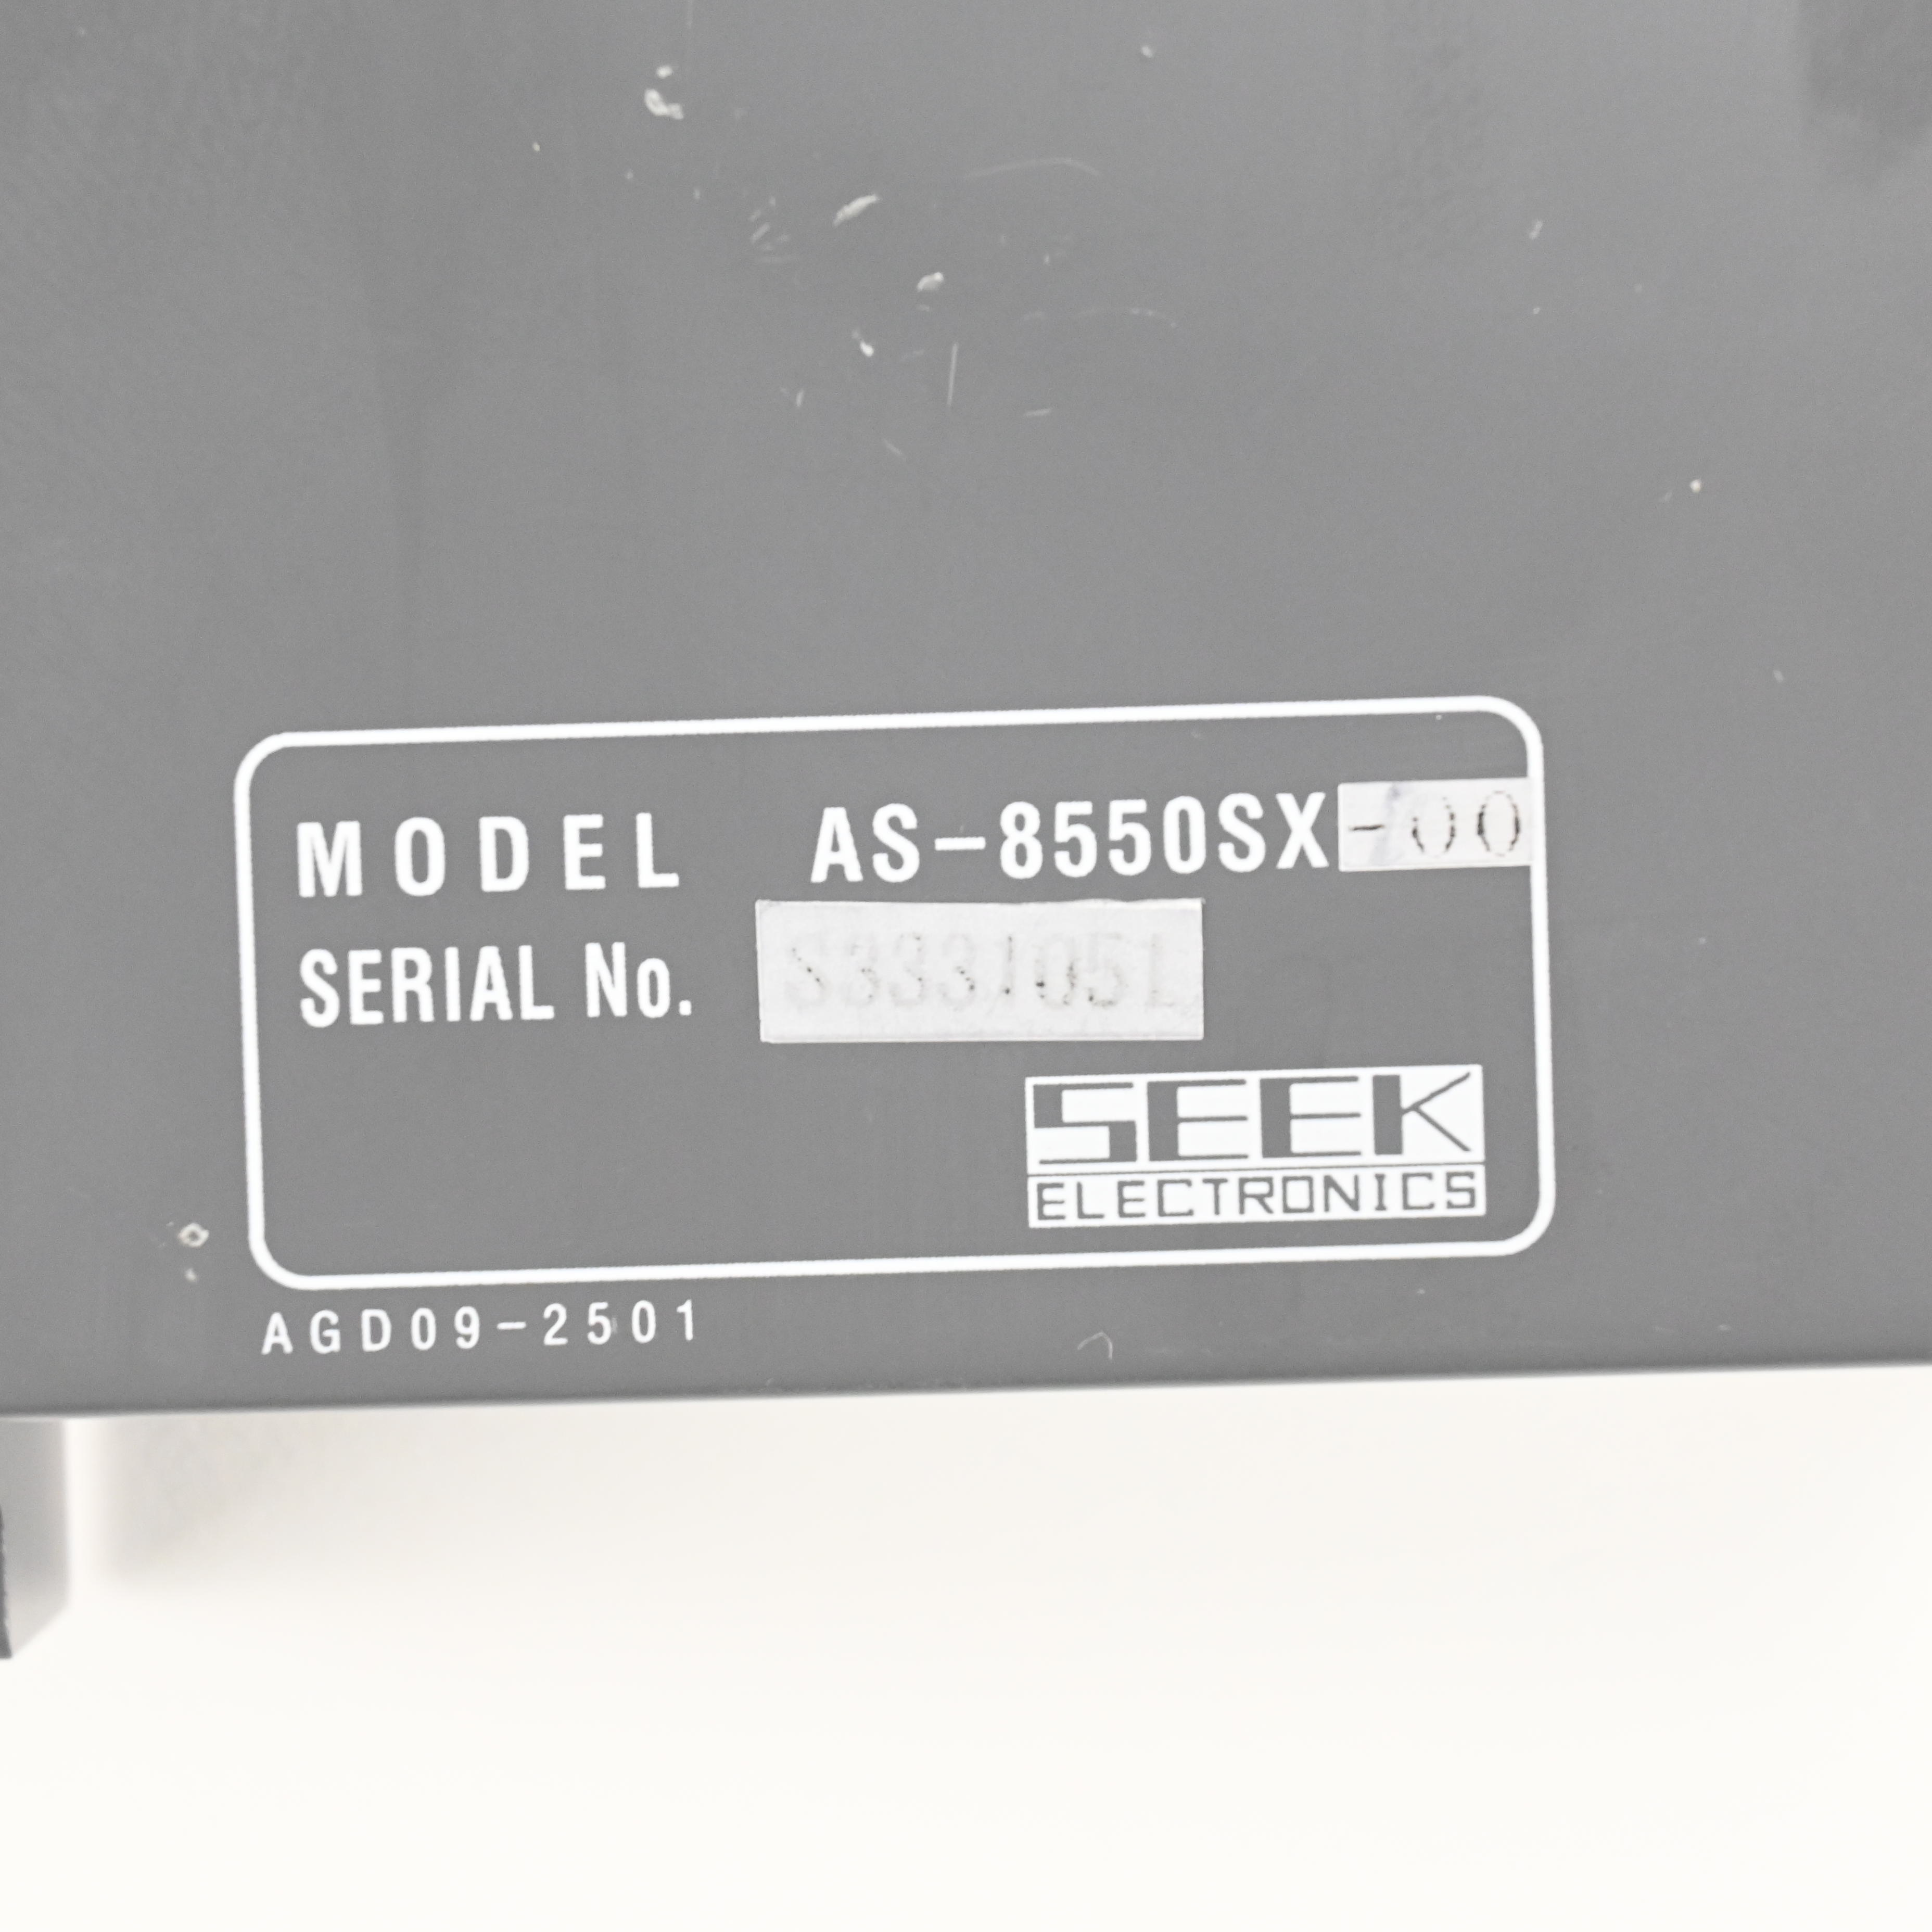 MODEL AS-8550SX-00
SERIAL No. S3331051
SEEK
ELECTRONICS
AGD09-2501